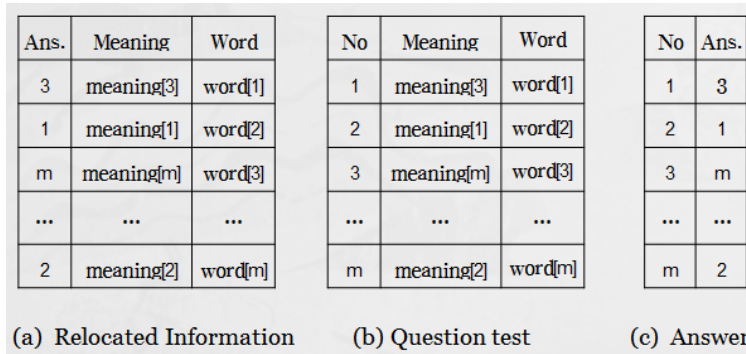 Ans. Meaning Word
3 meaning[3] word[1]
1 meaning[1] word[2]
m meaning[m] word[3]
... ... ...
2 meaning[2] word[m]
(a) Relocated Information
No Meaning Word
1 meaning[3] word[1]
2 meaning[1] word[2]
3 meaning[m] word[3]
... ... ...
m meaning[2] word[m]
(b) Question test
No Ans.
1 3
2 1
3 m
... ...
m 2
(c) Answer